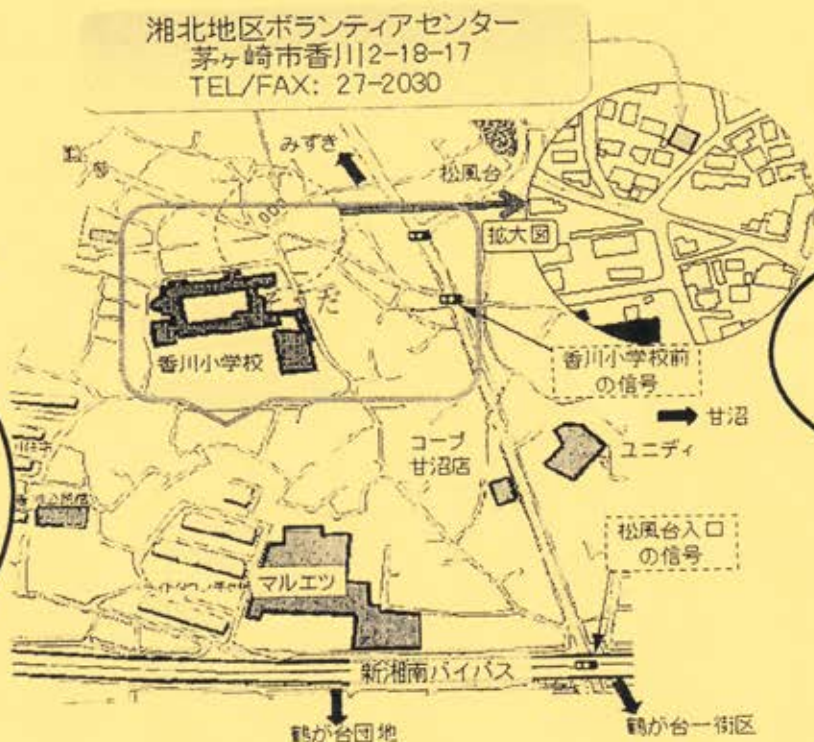 湘北地区ボランティアセンター
茅ヶ崎市香川2-18-17
TEL/FAX: 27-2030
みずき
松風台
拡大図
香川小学校
香川小学校前
の信号
甘沼
コープ
甘沼店
ユニディ
松風台入口
の信号
マルエツ
新湘南バイパス
鶴が台団地
鶴が台一街区